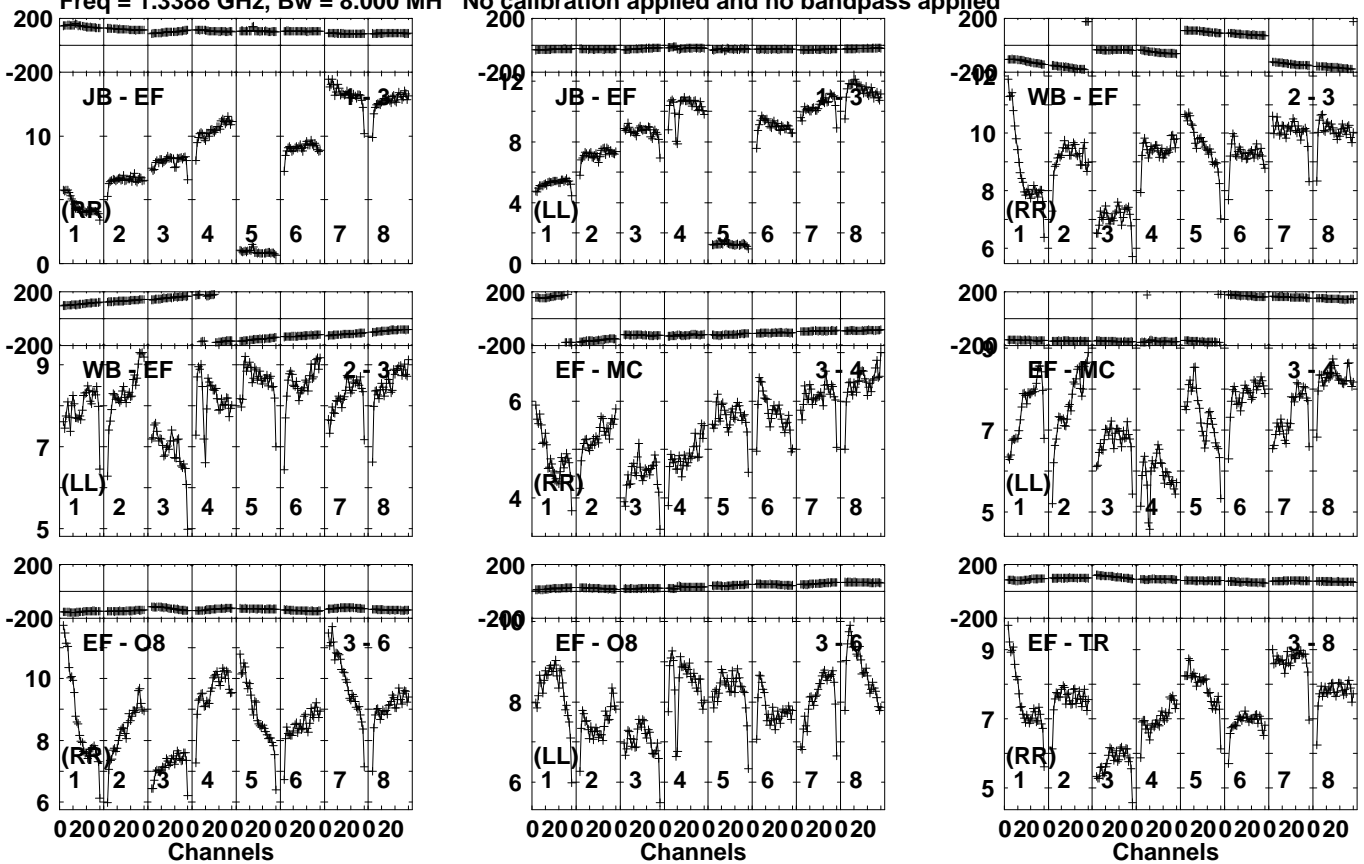 Freq = 1.3388 GHz, Bw = 8.000 MH No calibration applied and no bandpass applied
200 200 200
-200 -200 -200
12 12
JB - EF 1 - 3 JB - EF 1 - 3 WB - EF 2 - 3
10 8 10
4 8
(RR) (LL) (RR)
1 2 3 4 5 6 7 8 1 2 3 4 5 6 7 8 1 2 3 4 5 6 7 8
0 0 6
200 200 200
-200 -200 -200
9 9
WB - EF 2 - 3 EF - MC 3 - 4 EF - MC 3 - 4
6
7 7
(LL) (RR) (LL)
1 2 3 4 5 6 7 8 1 2 3 4 5 6 7 8 1 2 3 4 5 6 7 8
5 4 5
200 200 200
-200 -200 -200
10
EF - O8 3 - 6 EF - O8 3 - 6 EF - TR 3 - 8
9
10 8 7
8
(RR) (LL) (RR)
1 2 3 4 5 6 7 8 1 2 3 4 5 6 7 8 1 2 3 4 5 6 7 8
6 6 5
0 20 0 20 0 20 0 20 0 20 0 20 0 20 0 20 0 20 0 20 0 20 0 20 0 20 0 20 0 20 0 20 0 20 0 20 0 20 0 20 0 20 0 20 0 20 0 20
Channels Channels Channels